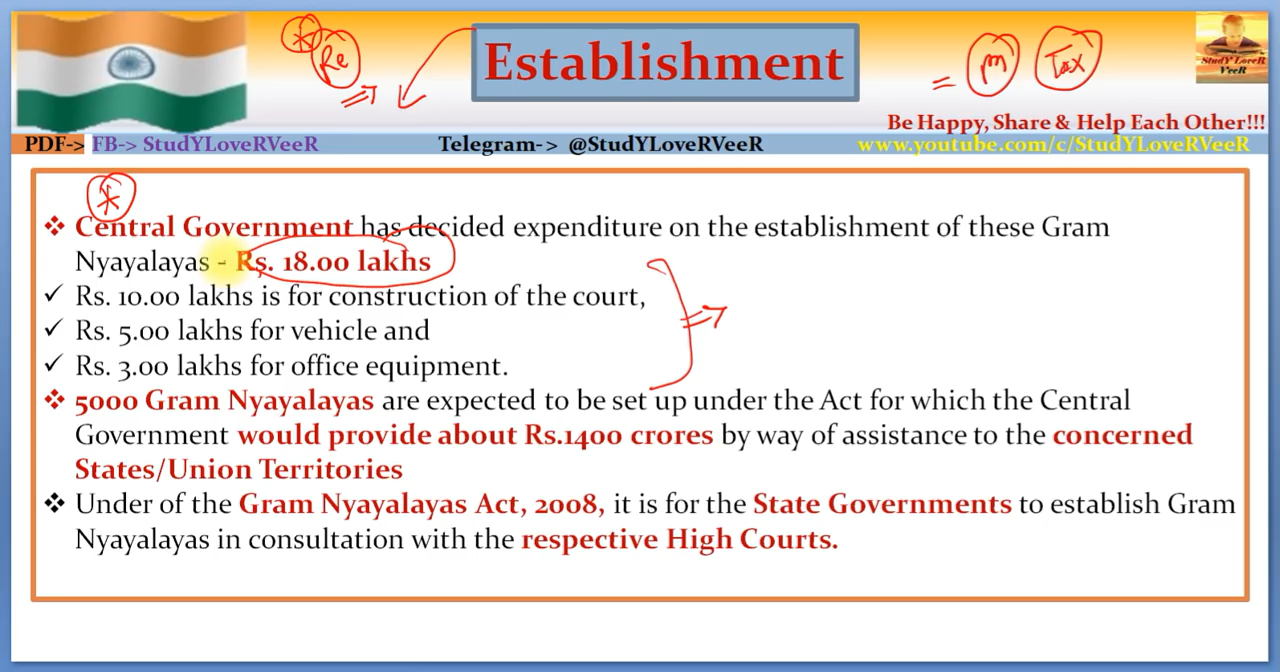 * Re
Establishment
= m Tax
StudY LoveR
VeeR
Be Happy, Share & Help Each Other!!!
PDF-> FB-> StudYLoveRVeeR Telegram-> @StudYLoveRVeeR www.youtube.com/c/StudYLoveRVeeR
*
❖ Central Government has decided expenditure on the establishment of these Gram
Nyayalayas - Rs. 18.00 lakhs
✓ Rs. 10.00 lakhs is for construction of the court,
✓ Rs. 5.00 lakhs for vehicle and
✓ Rs. 3.00 lakhs for office equipment.
❖ 5000 Gram Nyayalayas are expected to be set up under the Act for which the Central
Government would provide about Rs.1400 crores by way of assistance to the concerned
States/Union Territories
❖ Under of the Gram Nyayalayas Act, 2008, it is for the State Governments to establish Gram
Nyayalayas in consultation with the respective High Courts.